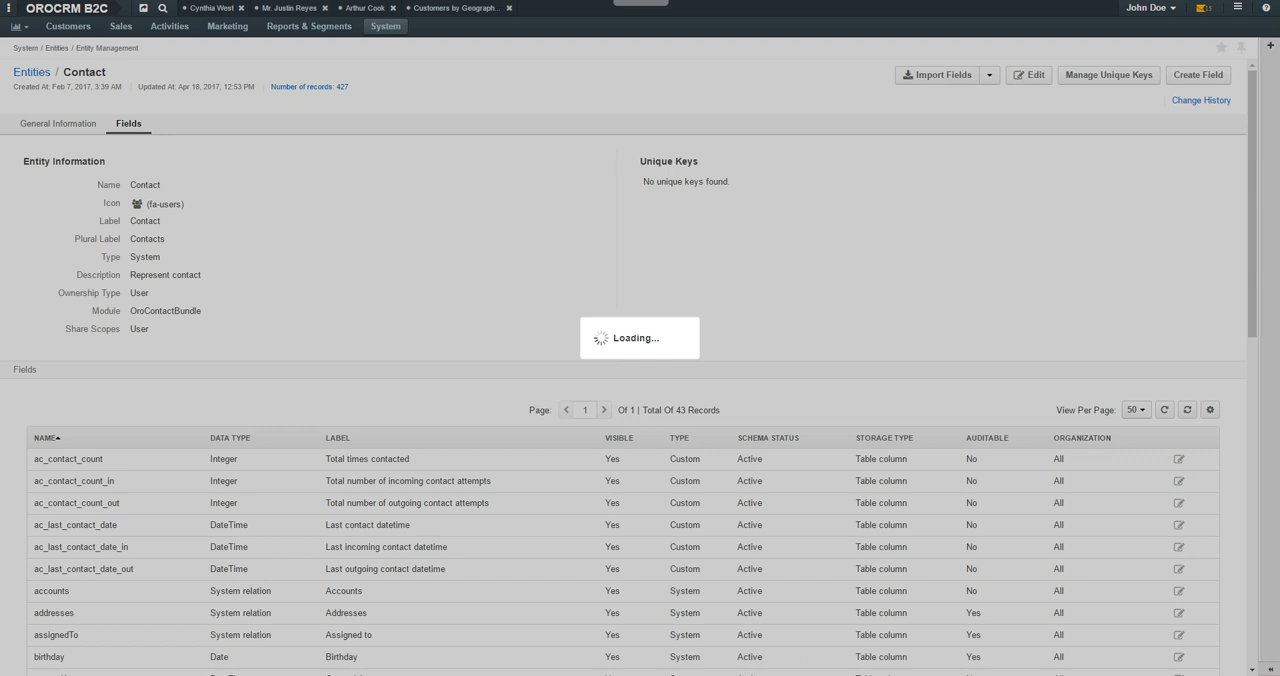 OROCRM B2C
• Cynthia West ✖ • Mr. Justin Reyes ✖ • Arthur Cook ✖ • Customers by Geograph... ✖
John Doe
15
Customers Sales Activities Marketing Reports & Segments System
System / Entities / Entity Management
Entities / Contact
Import Fields Edit Manage Unique Keys Create Field
Created At: Feb 7, 2017, 3:39 AM Updated At: Apr 18, 2017, 12:53 PM Number of records: 427
Change History
General Information Fields
Entity Information
Name Contact
Icon (fa-users)
Label Contact
Plural Label Contacts
Type System
Description Represent contact
Ownership Type User
Module OroContactBundle
Share Scopes User
Unique Keys
No unique keys found.
Loading...
Fields
Page: 1 Of 1 | Total Of 43 Records View Per Page: 50
NAME DATA TYPE LABEL VISIBLE TYPE SCHEMA STATUS STORAGE TYPE AUDITABLE ORGANIZATION
ac_contact_count Integer Total times contacted Yes Custom Active Table column No All
ac_contact_count_in Integer Total number of incoming contact attempts Yes Custom Active Table column No All
ac_contact_count_out Integer Total number of outgoing contact attempts Yes Custom Active Table column No All
ac_last_contact_date DateTime Last contact datetime Yes Custom Active Table column No All
ac_last_contact_date_in DateTime Last incoming contact datetime Yes Custom Active Table column No All
ac_last_contact_date_out DateTime Last outgoing contact datetime Yes Custom Active Table column No All
accounts System relation Accounts Yes System Active Table column No All
addresses System relation Addresses Yes System Active Table column Yes All
assignedTo System relation Assigned to Yes System Active Table column Yes All
birthday Date Birthday Yes System Active Table column Yes All